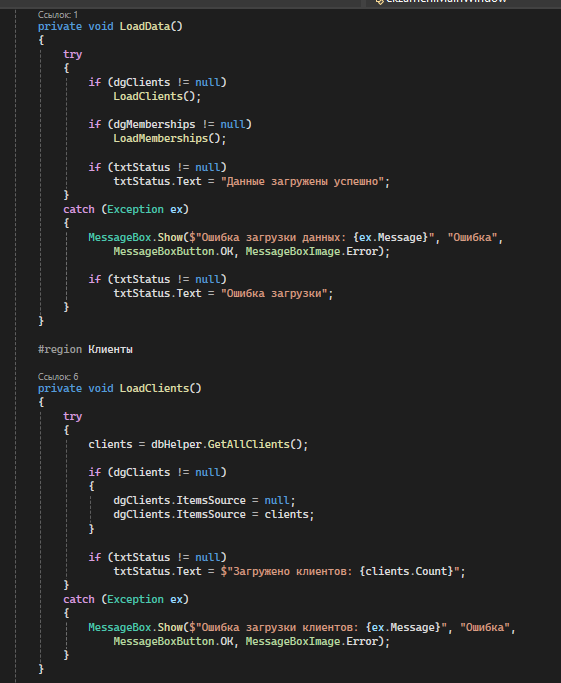 ekzamen.MainWindow
Ссылок: 1
private void LoadData()
{
try
{
if (dgClients != null)
LoadClients();
if (dgMemberships != null)
LoadMemberships();
if (txtStatus != null)
txtStatus.Text = "Данные загружены успешно";
}
catch (Exception ex)
{
MessageBox.Show($"Ошибка загрузки данных: {ex.Message}", "Ошибка",
MessageBoxButton.OK, MessageBoxImage.Error);
if (txtStatus != null)
txtStatus.Text = "Ошибка загрузки";
}
}
#region Клиенты
Ссылок: 6
private void LoadClients()
{
try
{
clients = dbHelper.GetAllClients();
if (dgClients != null)
{
dgClients.ItemsSource = null;
dgClients.ItemsSource = clients;
}
if (txtStatus != null)
txtStatus.Text = $"Загружено клиентов: {clients.Count}";
}
catch (Exception ex)
{
MessageBox.Show($"Ошибка загрузки клиентов: {ex.Message}", "Ошибка",
MessageBoxButton.OK, MessageBoxImage.Error);
}
}